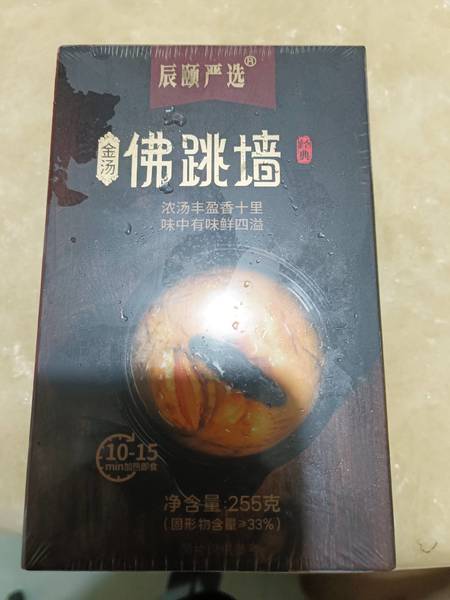 辰颐严选®
金汤
佛跳墙
经典
浓汤丰盈香十里
味中有味鲜四溢
10-15
min加热即食
净含量:255克
(固形物含量≥33%)